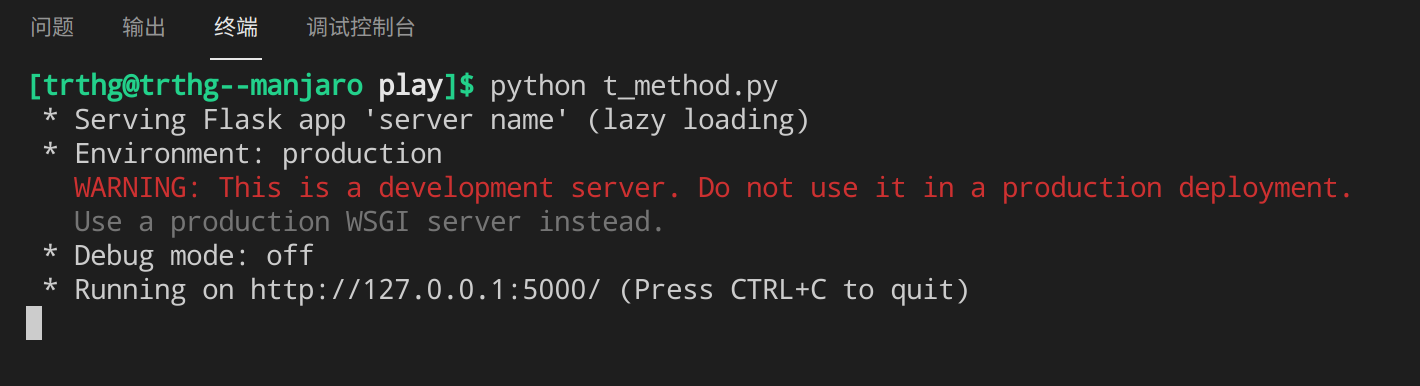 问题 输出 终端 调试控制台
[trthg@trthg--manjaro play]$ python t_method.py
* Serving Flask app 'server name' (lazy loading)
* Environment: production
WARNING: This is a development server. Do not use it in a production deployment.
Use a production WSGI server instead.
* Debug mode: off
* Running on http://127.0.0.1:5000/ (Press CTRL+C to quit)